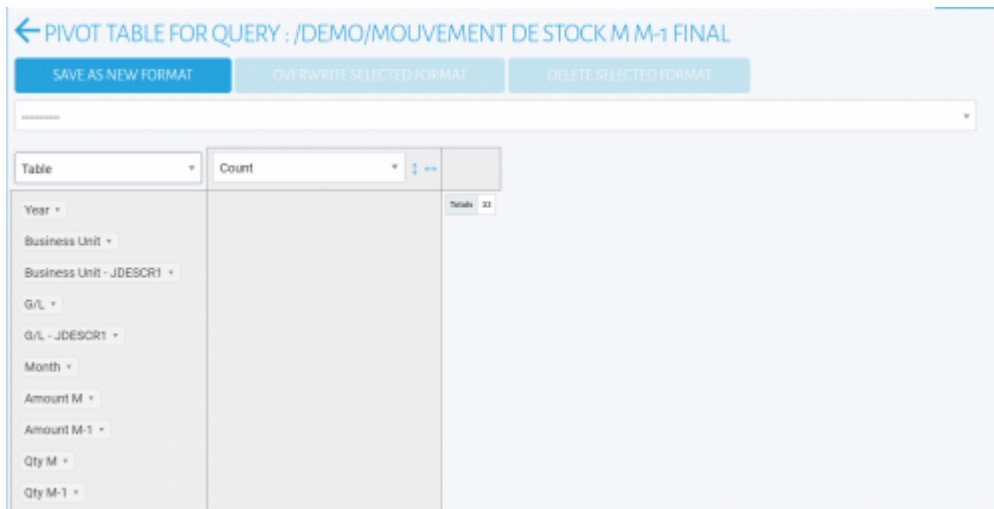 PIVOT TABLE FOR QUERY : /DEMO/MOUVEMENT DE STOCK M M-1 FINAL
SAVE AS NEW FORMAT OVERWRITE SELECTED FORMAT DELETE SELECTED FORMAT
---------
Table Count
Totals 33
Year
Business Unit
Business Unit - JDESCR1
G/L
G/L - JDESCR1
Month
Amount M
Amount M-1
Qty M
Qty M-1